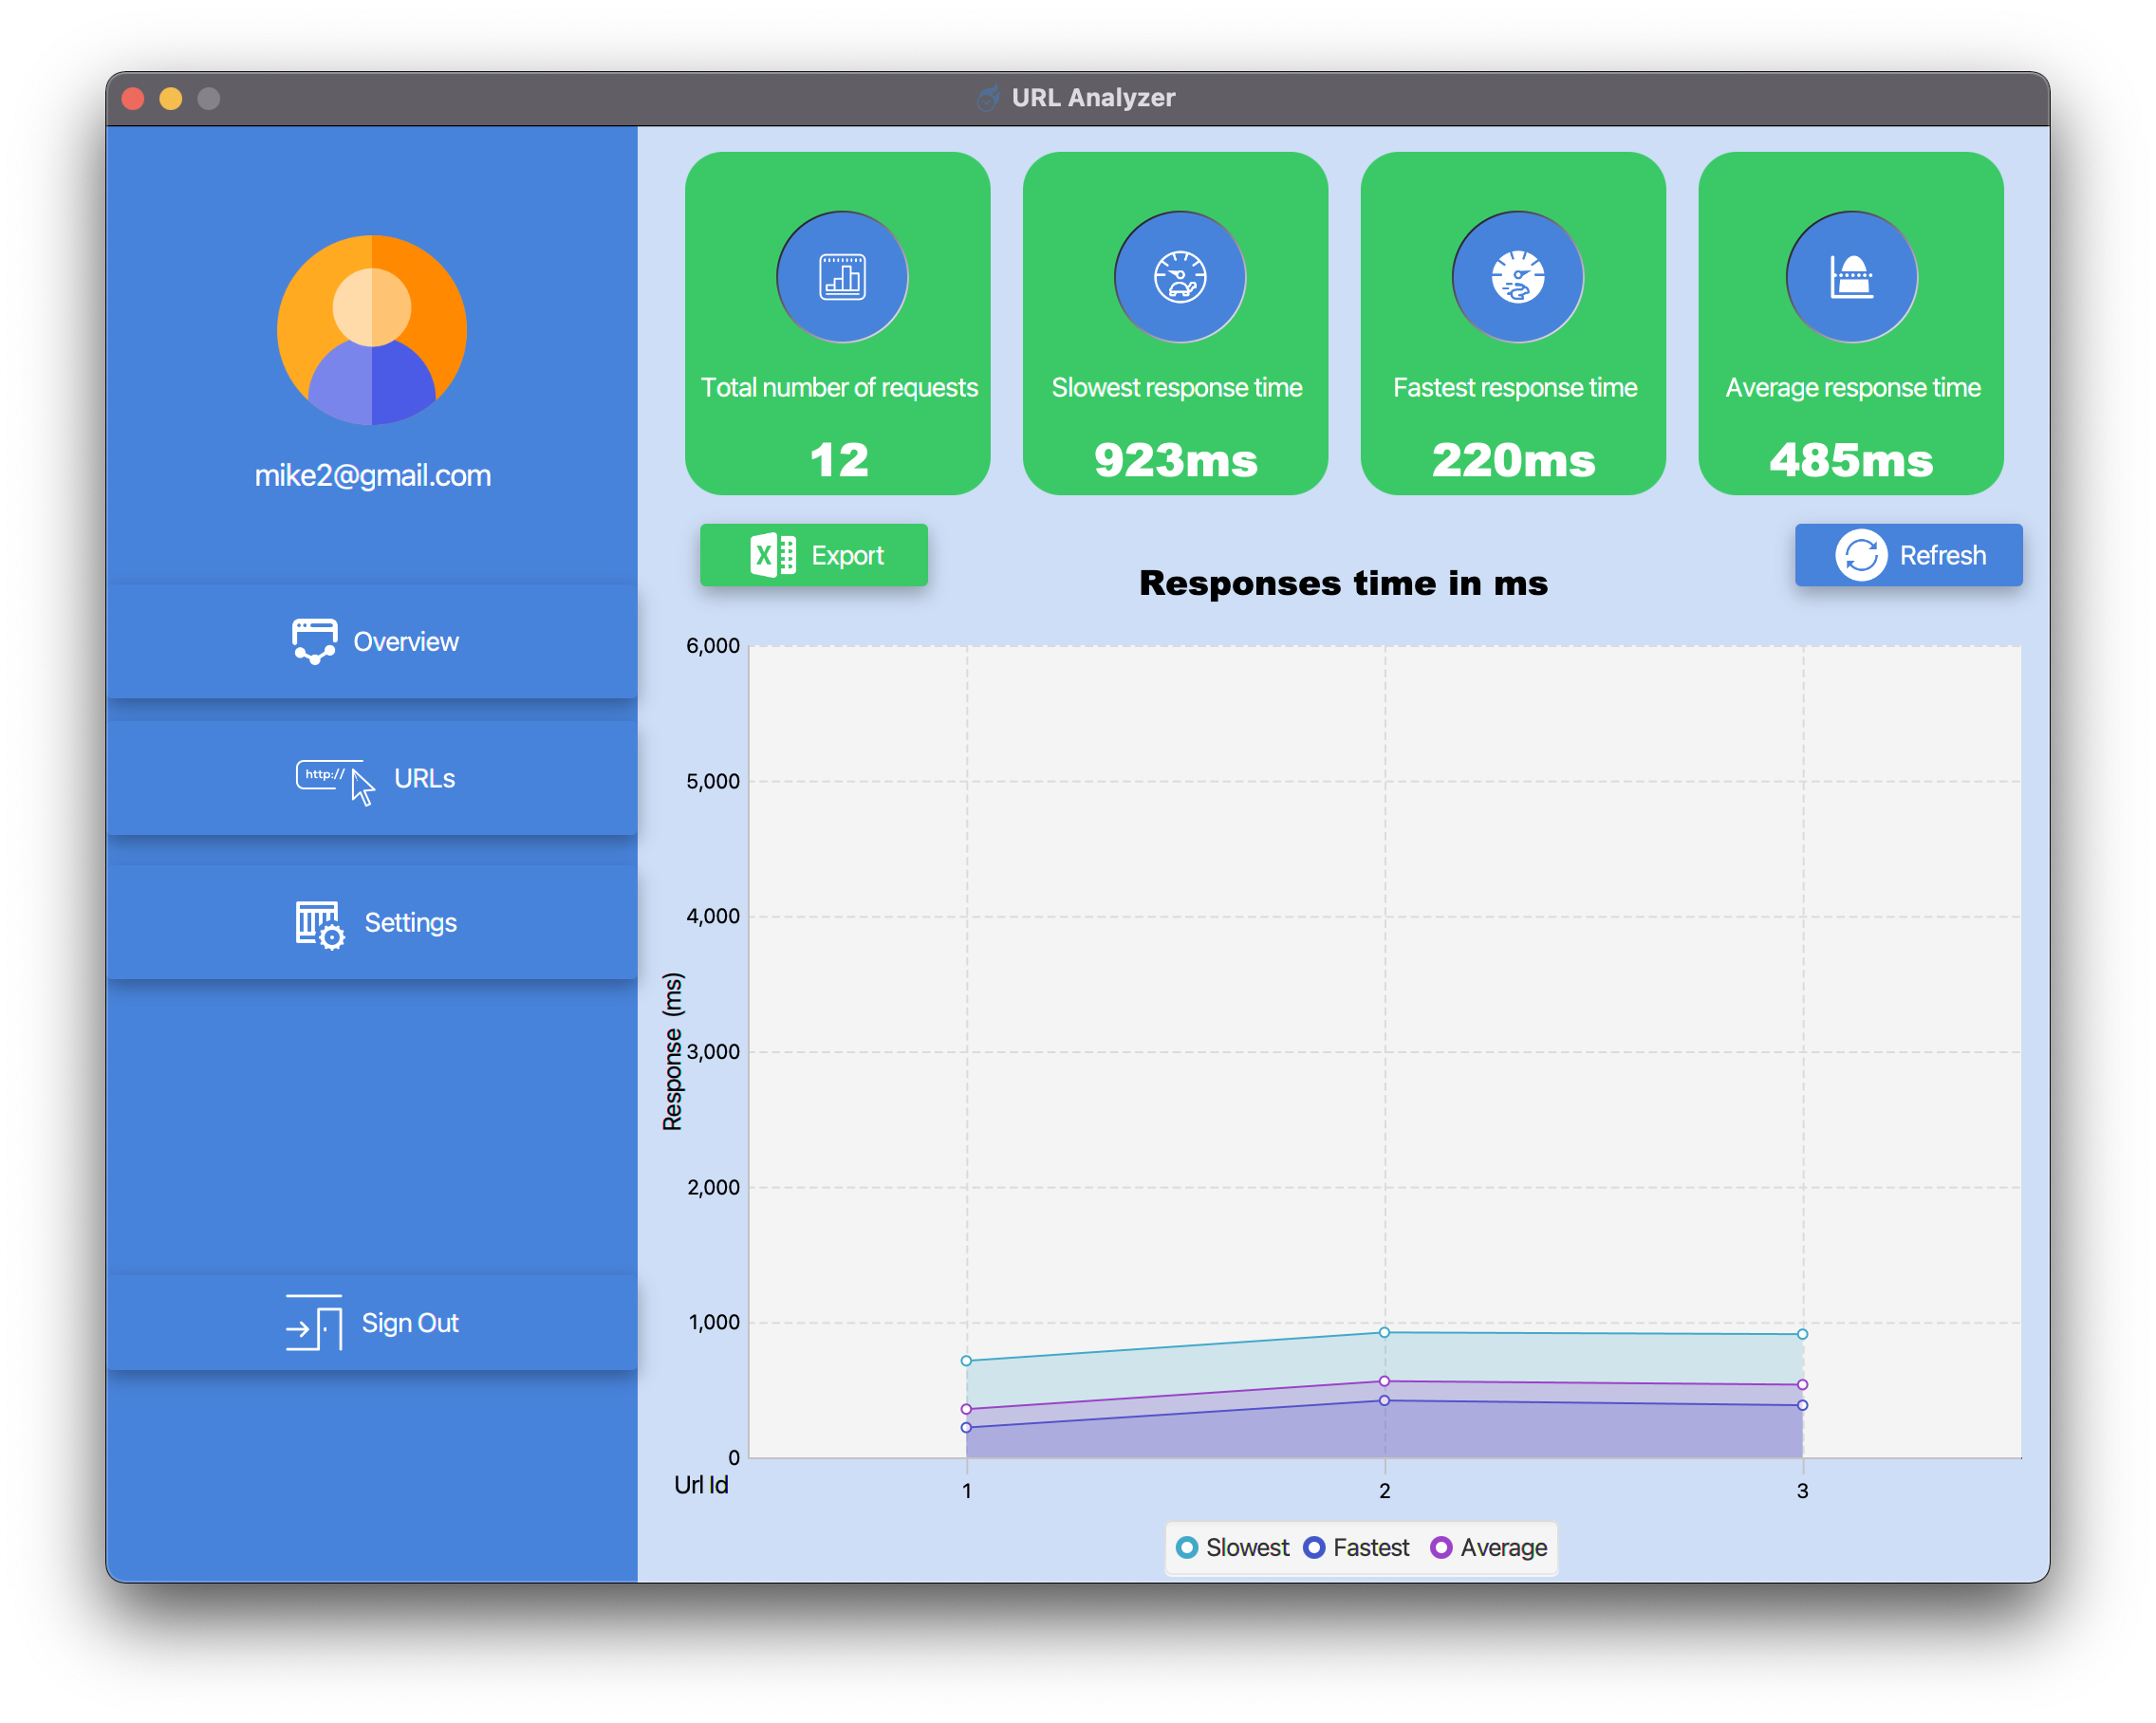 URL Analyzer
mike2@gmail.com
Overview
http://
URLs
Settings
Sign Out
Total number of requests
12
Slowest response time
923ms
Fastest response time
220ms
Average response time
485ms
X
Export
Refresh
Responses time in ms
Response (ms)
6,000
5,000
4,000
3,000
2,000
1,000
0
Url Id
1 2 3
Slowest Fastest Average